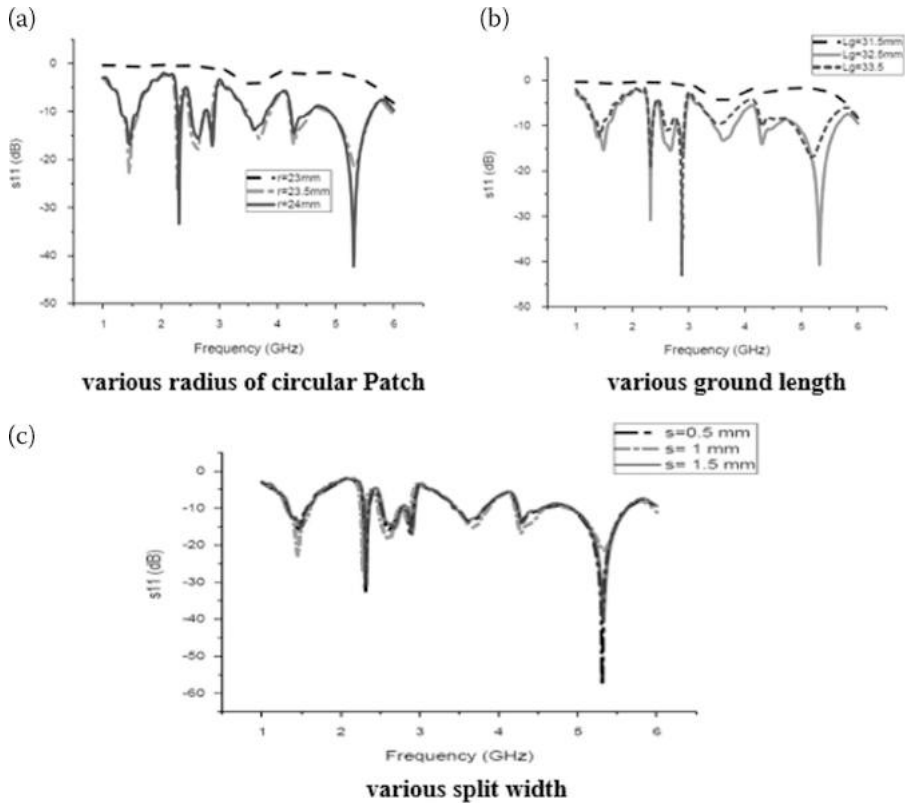 (a)
0
-10
-20
-30
-40
-50
s11 (dB)
r=23mm
r=23.5mm
r=24mm
1 2 3 4 5 6
Frequency (GHz)
various radius of circular Patch
(b)
Lg=31.5mm
Lg=32.5mm
Lg=33.5
10
0
-10
-20
-30
-40
-50
s11 (dB)
1 2 3 4 5 6
Frequency (GHz)
various ground length
(c)
s=0.5 mm
s= 1 mm
s= 1.5 mm
0
-10
-20
-30
-40
-50
-60
s11 (dB)
1 2 3 4 5 6
Frequency (GHz)
various split width